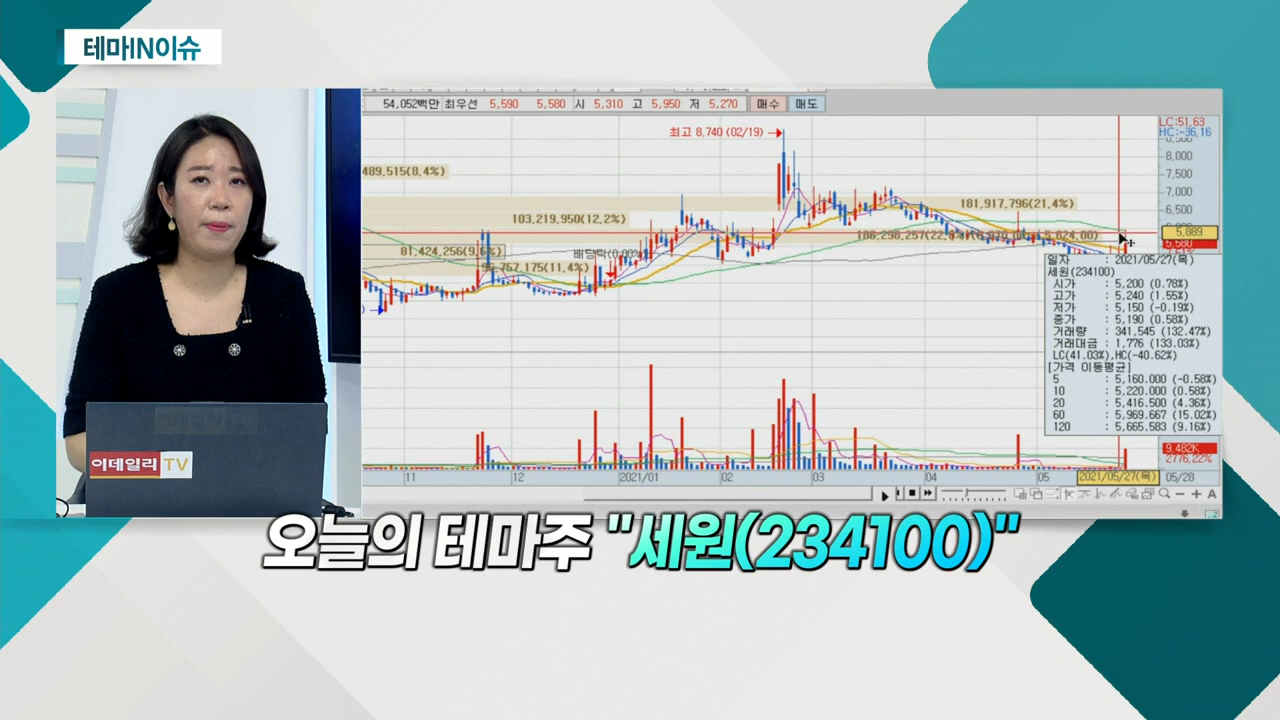 테마IN이슈
54,052백만 최우선 5,590 5,580 시 5,310 고 5,950 저 5,270 매수 매도
최고 8,740 (02/19)
LC:51.63
HC:-36.16
8,000
7,500
7,000
6,500
489,515(8.4%)
103,219,950(12.2%)
181,917,796(21.4%)
5,889
5,580
81,424,256(9.6%)
배당락(0.00%)
757,175(11.4%)
일자 : 2021/05/27(목)
세원(234100)
시가 : 5,200 (0.78%)
고가 : 5,240 (1.55%)
저가 : 5,150 (-0.19%)
종가 : 5,190 (0.58%)
거래량 : 341,545 (132.47%)
거래대금 : 1,776 (133.03%)
LC(41.03%),HC(-40.62%)
[가격 이동평균]
5 : 5,160.000 (-0.58%)
10 : 5,220.000 (0.58%)
20 : 5,416.500 (4.36%)
60 : 5,969.667 (15.02%)
120 : 5,665.583 (9.16%)
9,482K
2776.22%
11 12 2021/01 02 03 04 05 2021/05/27(목) 05/28
이데일리 TV
오늘의 테마주 "세원(234100)"